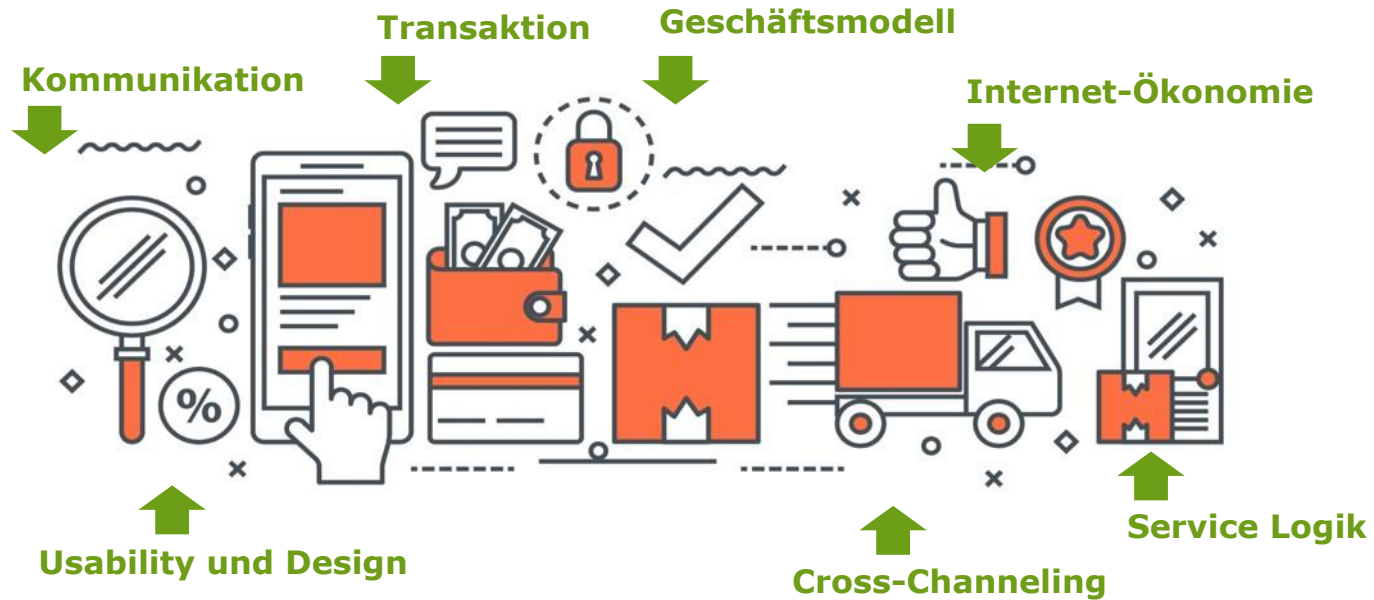 Transaktion
Geschäftsmodell
Kommunikation
Internet-Ökonomie
%
Service Logik
Usability und Design
Cross-Channeling